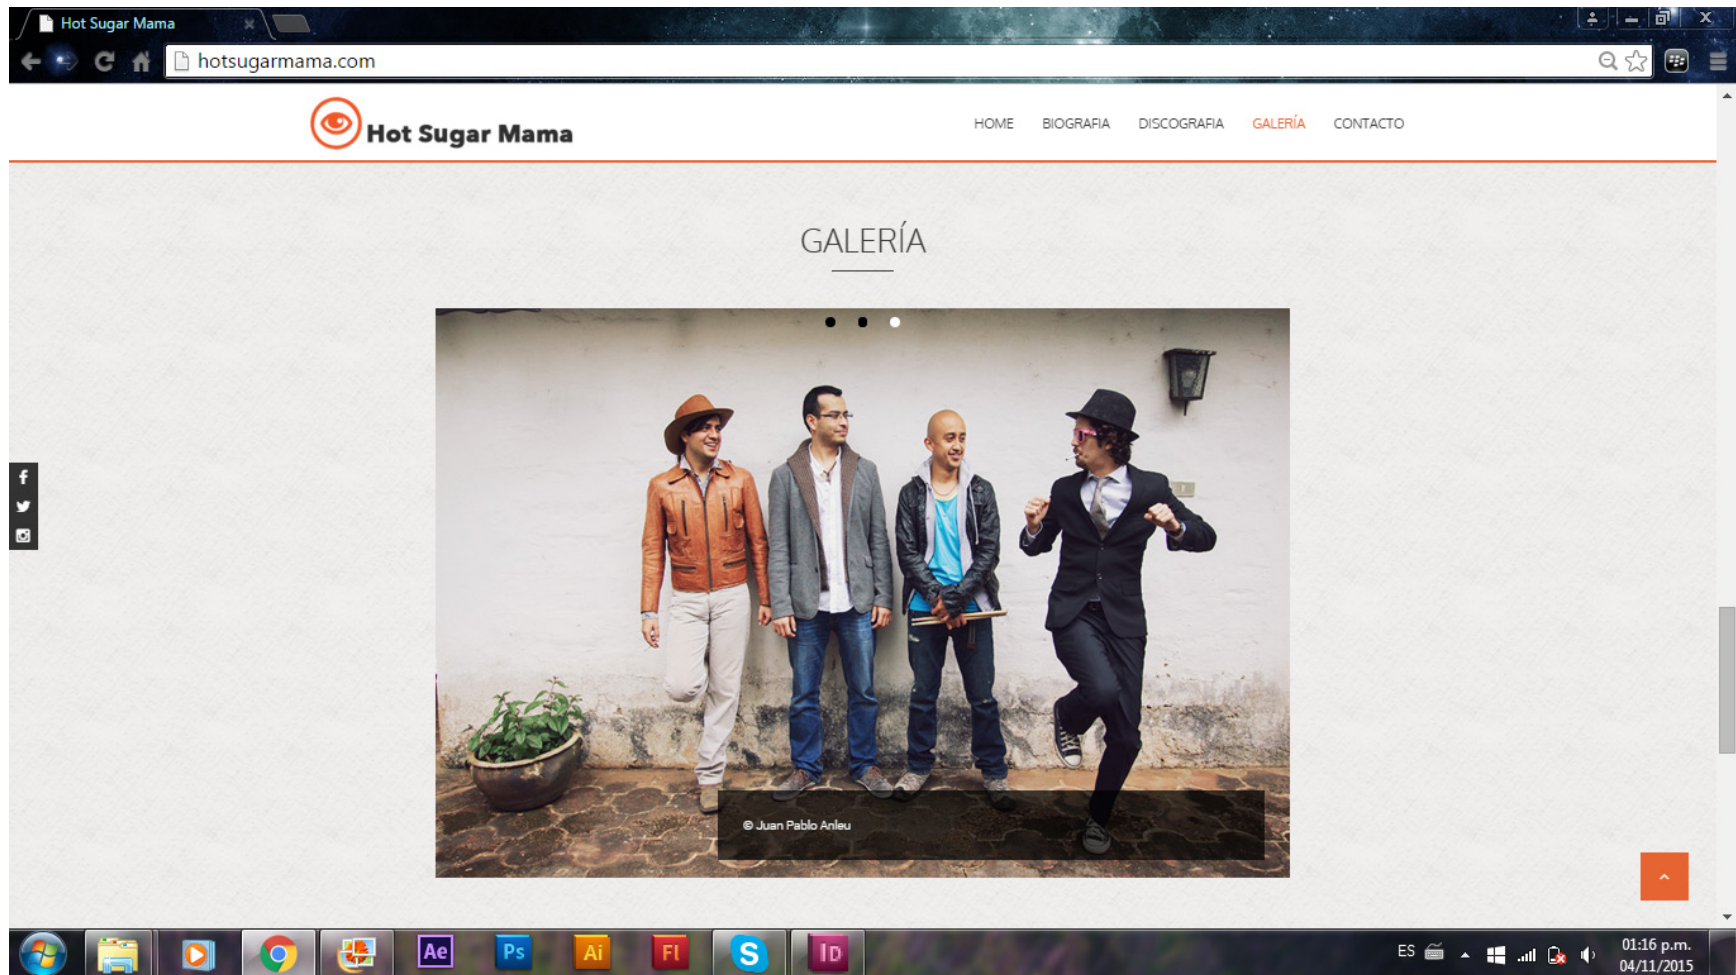 Hot Sugar Mama
hotsugarmama.com
Hot Sugar Mama
HOME BIOGRAFIA DISCOGRAFIA GALERÍA CONTACTO
GALERÍA
© Juan Pablo Anleu
Ae Ps Ai Fl S ID
ES
01:16 p.m.
04/11/2015